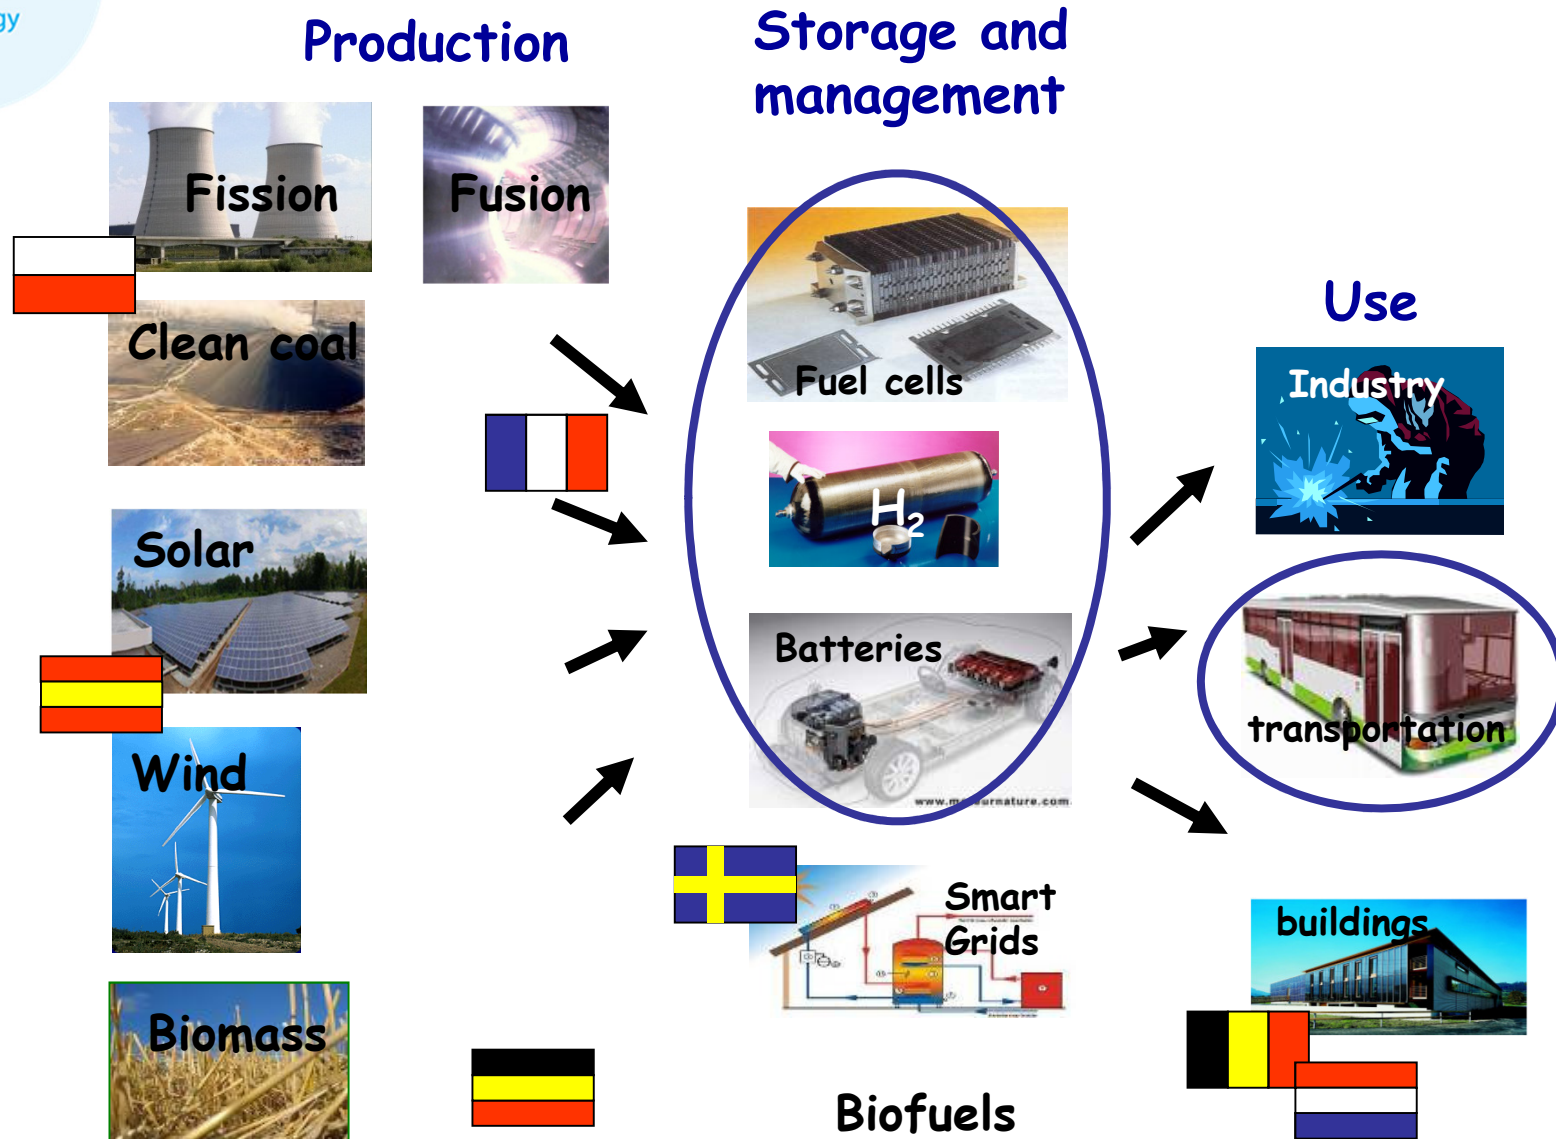 gy
Production
Storage and
management
Fission
Fusion
Clean coal
Fuel cells
Use
Industry
H2
Solar
Batteries
transportation
Wind
Smart
Grids
buildings
Biomass
Biofuels